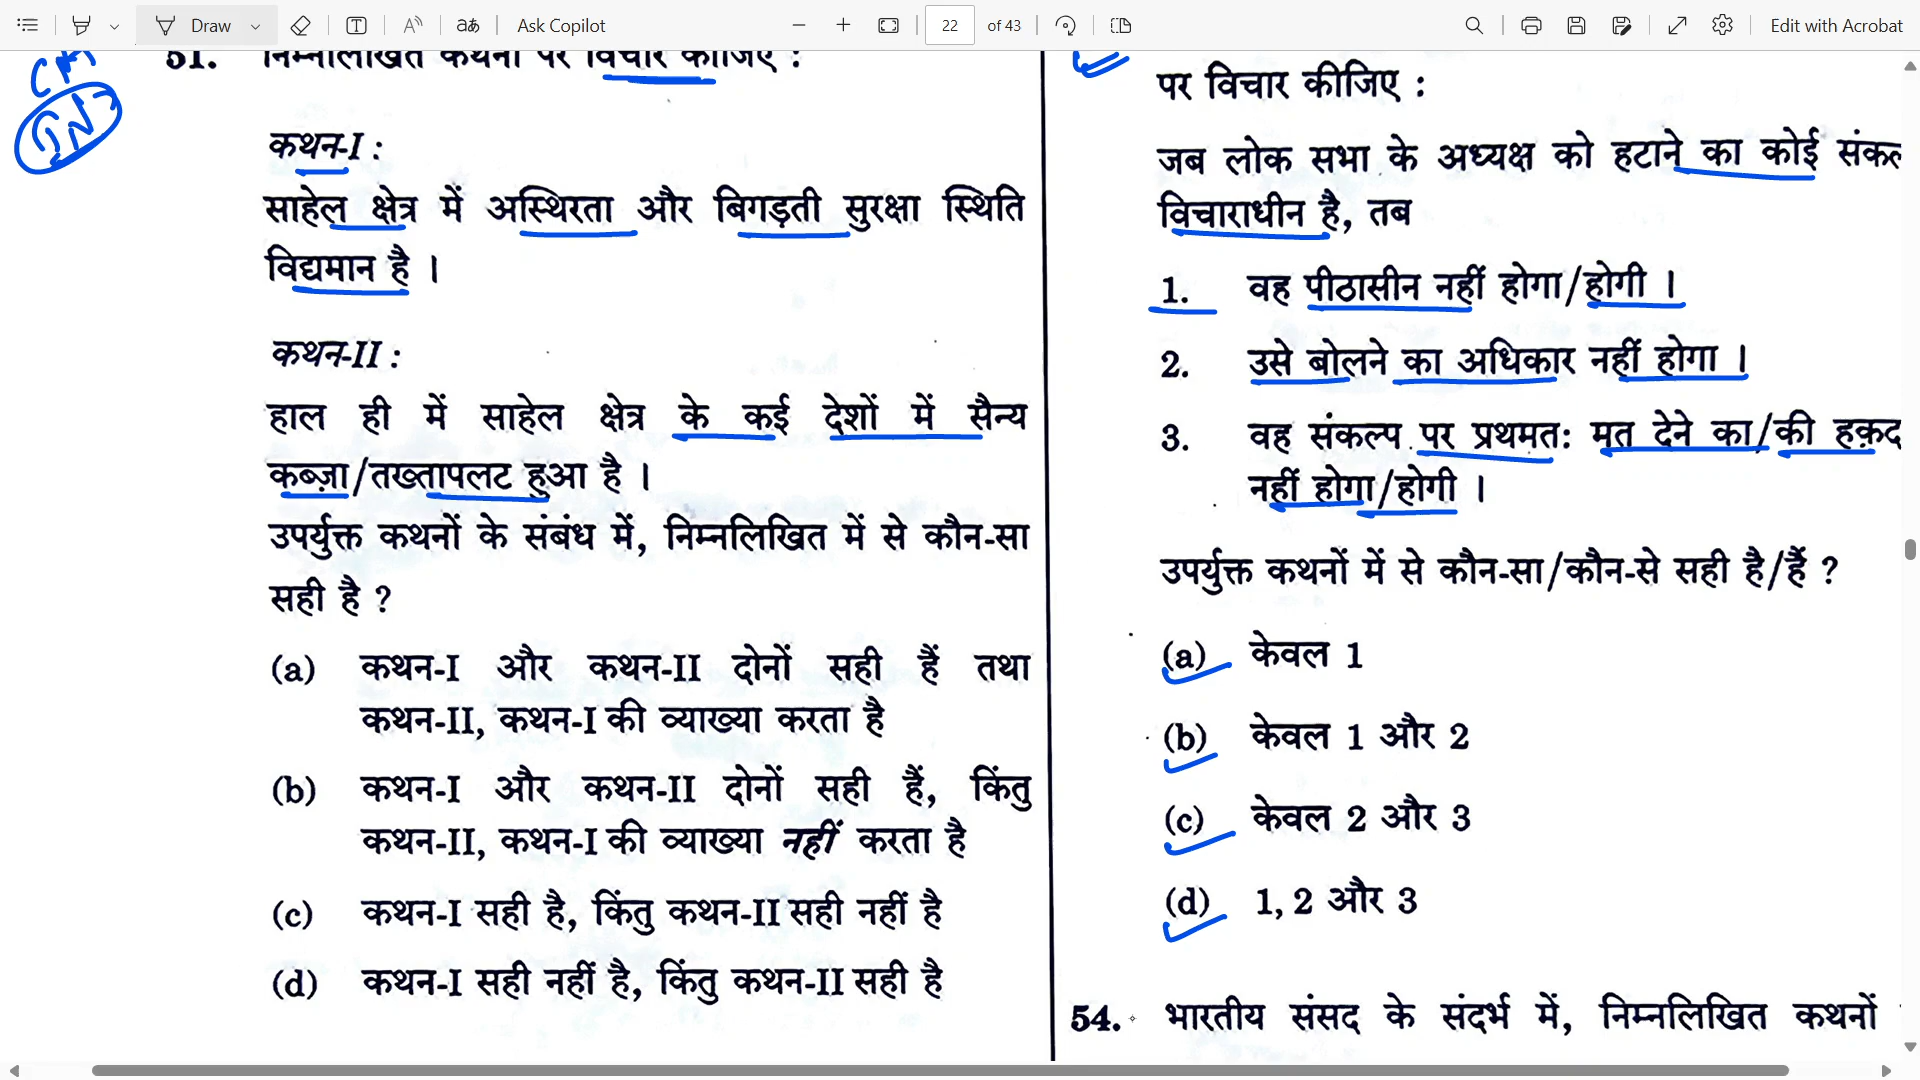 Draw
Ask Copilot
22 of 43
Edit with Acrobat
51. निम्नलिखित कथनों पर विचार कीजिए :
कथन-I :
साहेल क्षेत्र में अस्थिरता और बिगड़ती सुरक्षा स्थिति
विद्यमान है ।
कथन-II :
हाल ही में साहेल क्षेत्र के कई देशों में सैन्य
कब्ज़ा/तख्तापलट हुआ है ।
उपर्युक्त कथनों के संबंध में, निम्नलिखित में से कौन-सा
सही है ?
(a) कथन-I और कथन-II दोनों सही हैं तथा
कथन-II, कथन-I की व्याख्या करता है
(b) कथन-I और कथन-II दोनों सही हैं, किंतु
कथन-II, कथन-I की व्याख्या नहीं करता है
(c) कथन-I सही है, किंतु कथन-II सही नहीं है
(d) कथन-I सही नहीं है, किंतु कथन-II सही है
पर विचार कीजिए :
जब लोक सभा के अध्यक्ष को हटाने का कोई
विचाराधीन है, तब
1. वह पीठासीन नहीं होगा/होगी ।
2. उसे बोलने का अधिकार नहीं होगा ।
3. वह संकल्प पर प्रथमत: मत देने का/की
नहीं होगा/होगी ।
उपर्युक्त कथनों में से कौन-सा/कौन-से सही है/हैं ?
(a) केवल 1
(b) केवल 1 और 2
(c) केवल 2 और 3
(d) 1, 2 और 3
54. भारतीय संसद के संदर्भ में, निम्नलिखित कथनों